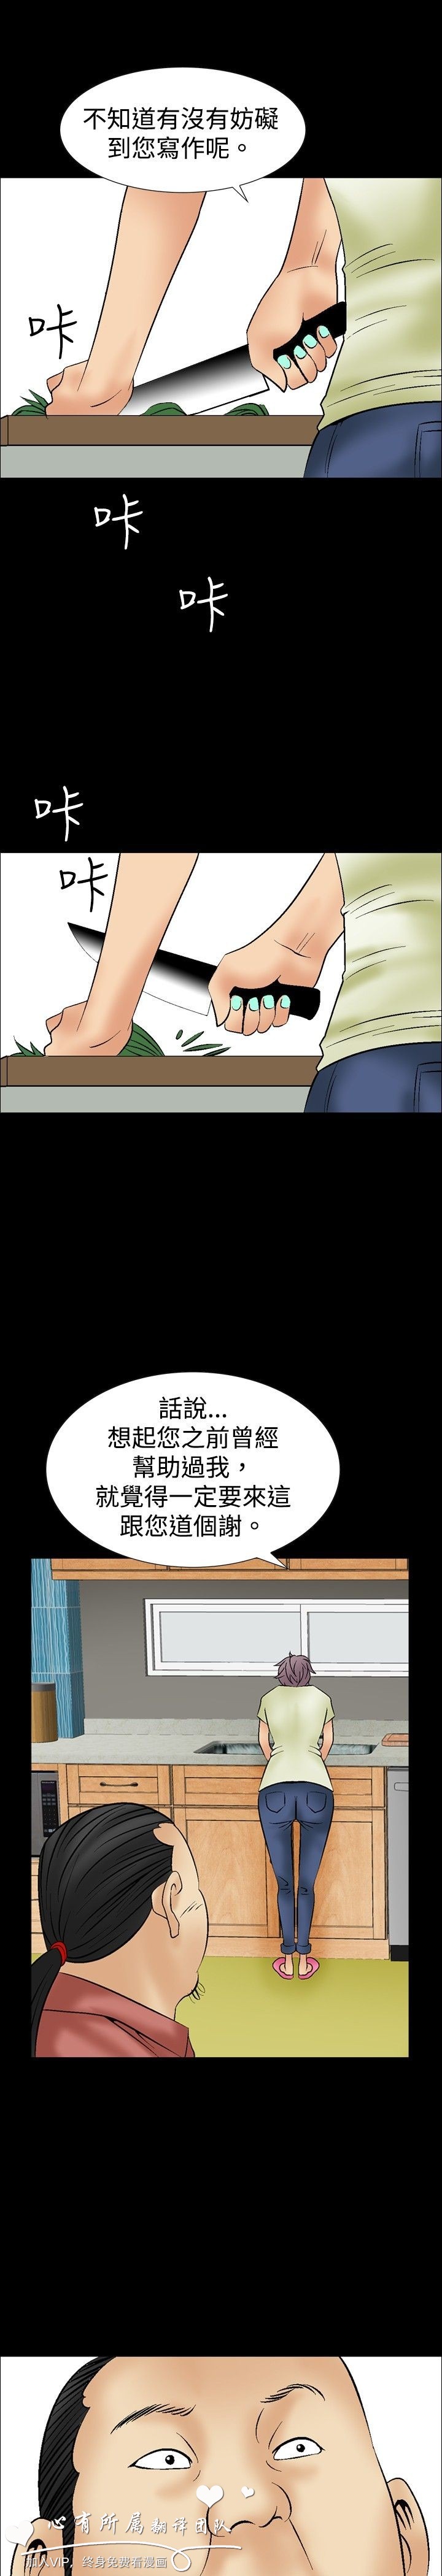 不知道有沒有妨礙
到您寫作呢。
咔
咔
咔
咔
咔
話說...
想起您之前曾經
幫助過我，
就覺得一定要來這
跟您道個謝。
心有所属翻译团队
加入VIP，终身免费看漫画